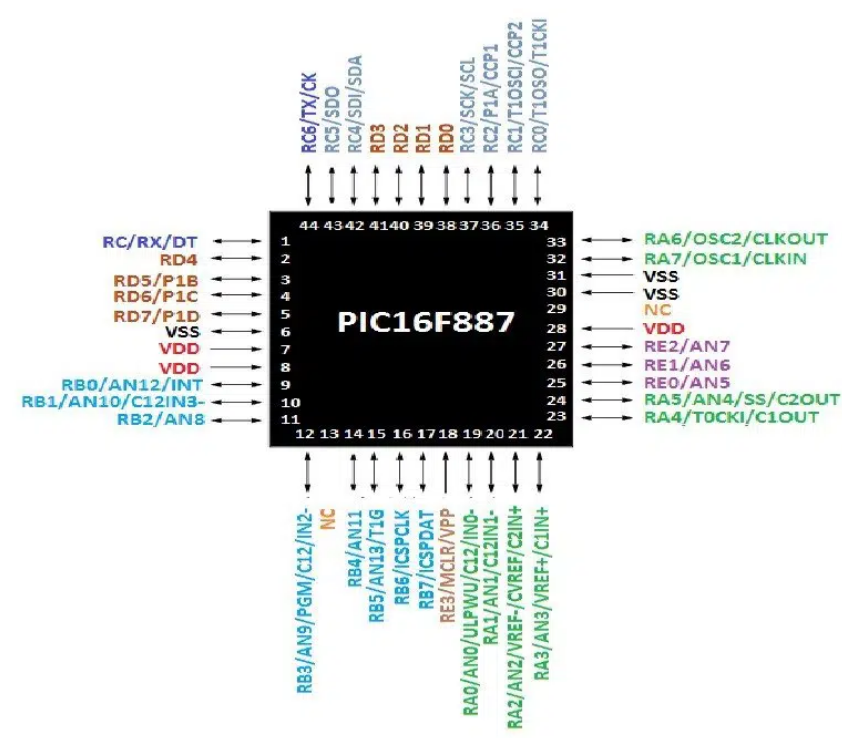 RC6/TX/CK
RC5/SDO
RC4/SDI/SDA
RD3
RD2
RD1
RD0
RC3/SCK/SCL
RC2/P1A/CCP1
RC1/T1OSCI/CCP2
RC0/T1OSO/T1CKI
44 43 42 41 40 39 38 37 36 35 34
RC/RX/DT 1
RD4 2
RD5/P1B 3
RD6/P1C 4
RD7/P1D 5
VSS 6
VDD 7
VDD 8
RB0/AN12/INT 9
RB1/AN10/C12IN3- 10
RB2/AN8 11
PIC16F887
33 RA6/OSC2/CLKOUT
32 RA7/OSC1/CLKIN
31 VSS
30 VSS
29 NC
28 VDD
27 RE2/AN7
26 RE1/AN6
25 RE0/AN5
24 RA5/AN4/SS/C2OUT
23 RA4/T0CKI/C1OUT
12 13 14 15 16 17 18 19 20 21 22
RB3/AN9/PGM/C12/IN2-
NC
RB4/AN11
RB5/AN13/T1G
RB6/ICSPCLK
RB7/ICSPDAT
RE3/MCLR/VPP
RA0/AN0/ULPWU/C12/IN0-
RA1/AN1/C12IN1-
RA2/AN2/VREF-/CVREF/C2IN+
RA3/AN3/VREF+/C1IN+